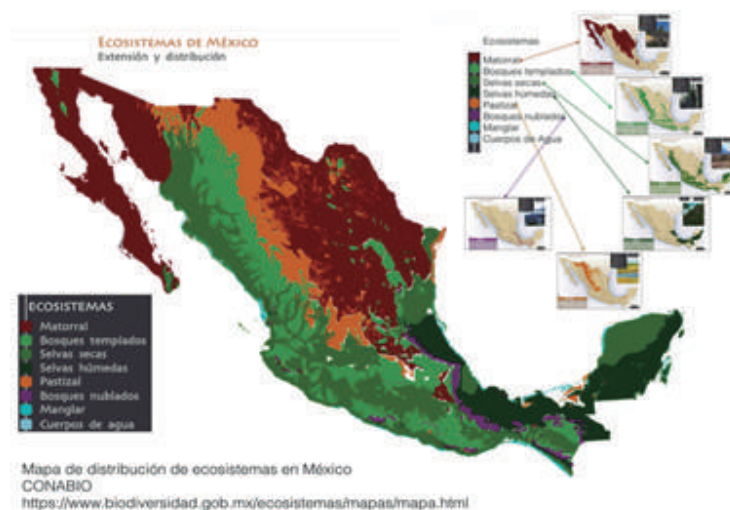 ECOSISTEMAS DE MÉXICO
Extensión y distribución
Ecosistemas
Matorral
Bosques templados
Selvas secas
Selvas húmedas
Pastizal
Bosques nublados
Manglar
Cuerpos de Agua
ECOSISTEMAS
Matorral
Bosques templados
Selvas secas
Selvas húmedas
Pastizal
Bosques nublados
Manglar
Cuerpos de agua
Mapa de distribución de ecosistemas en México
CONABIO
https://www.biodiversidad.gob.mx/ecosistemas/mapas/mapa.html